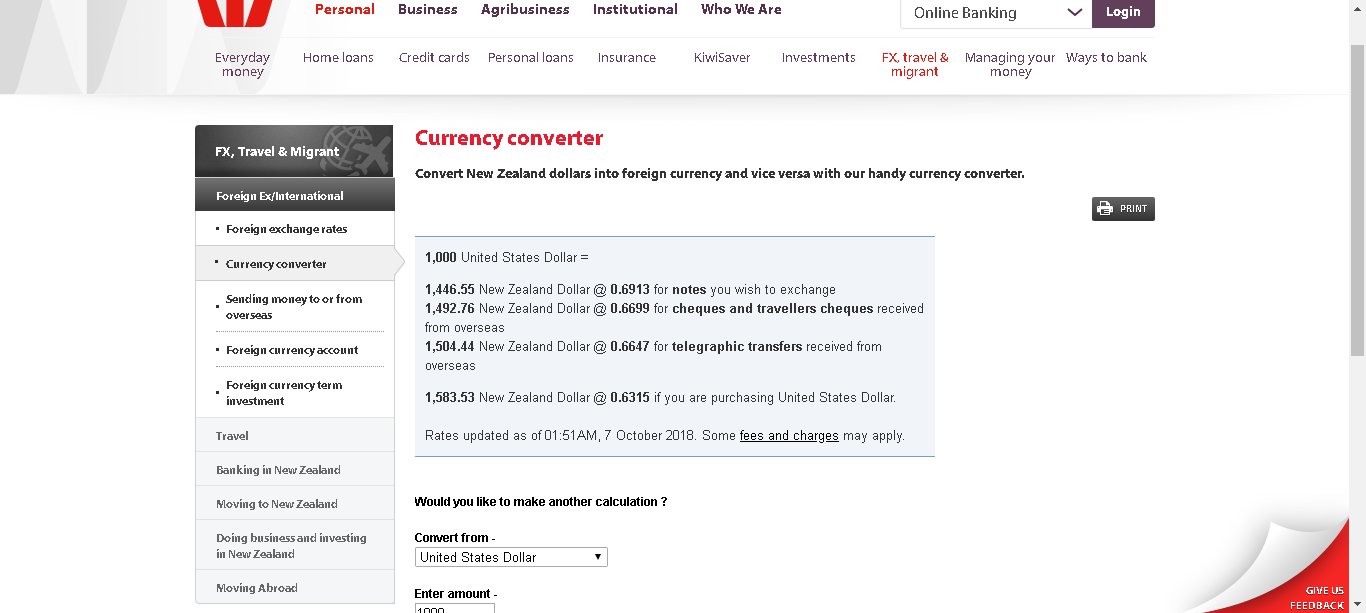 Personal Business Agribusiness Institutional Who We Are Online Banking Login
Everyday money Home loans Credit cards Personal loans Insurance KiwiSaver Investments FX, travel & migrant Managing your money Ways to bank
FX, Travel & Migrant
Foreign Ex/International
Foreign exchange rates
Currency converter
Sending money to or from
overseas
Foreign currency account
Foreign currency term
investment
Travel
Banking in New Zealand
Moving to New Zealand
Doing business and investing
in New Zealand
Moving Abroad
Currency converter
Convert New Zealand dollars into foreign currency and vice versa with our handy currency converter.
PRINT
1,000 United States Dollar =
1,446.55 New Zealand Dollar @ 0.6913 for notes you wish to exchange
1,492.76 New Zealand Dollar @ 0.6699 for cheques and travellers cheques received
from overseas
1,504.44 New Zealand Dollar @ 0.6647 for telegraphic transfers received from
overseas
1,583.53 New Zealand Dollar @ 0.6315 if you are purchasing United States Dollar.
Rates updated as of 01:51AM, 7 October 2018. Some fees and charges may apply.
Would you like to make another calculation ?
Convert from -
United States Dollar
Enter amount -
1000
GIVE US
FEEDBACK